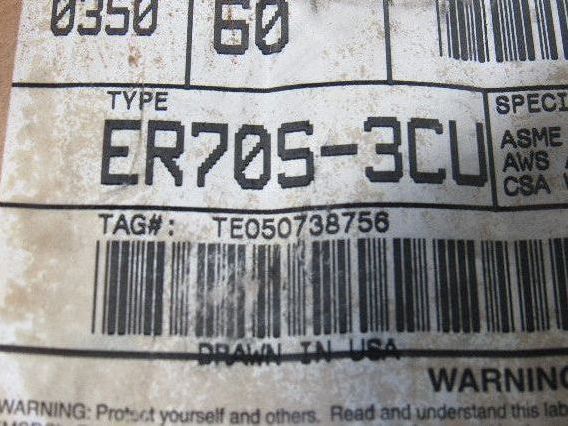 0350 60
TYPE SPECI
ER70S-3CU ASME
AWS A
CSA W
TAG#: TE050738756
DRAWN IN USA
WARNING
WARNING: Protect yourself and others. Read and understand this lab